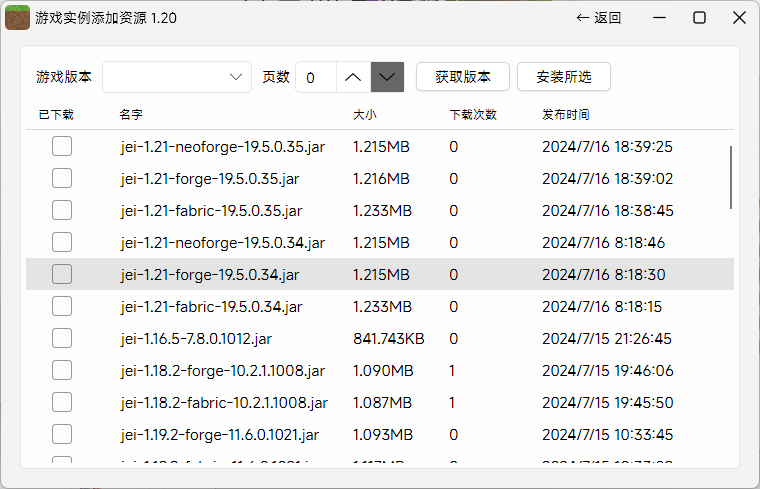 游戏实例添加资源 1.20 ← 返回
游戏版本 页数 0 获取版本 安装所选
已下载 名字 大小 下载次数 发布时间
jei-1.21-neoforge-19.5.0.35.jar 1.215MB 0 2024/7/16 18:39:25
jei-1.21-forge-19.5.0.35.jar 1.216MB 0 2024/7/16 18:39:02
jei-1.21-fabric-19.5.0.35.jar 1.233MB 0 2024/7/16 18:38:45
jei-1.21-neoforge-19.5.0.34.jar 1.215MB 0 2024/7/16 8:18:46
jei-1.21-forge-19.5.0.34.jar 1.215MB 0 2024/7/16 8:18:30
jei-1.21-fabric-19.5.0.34.jar 1.233MB 0 2024/7/16 8:18:15
jei-1.16.5-7.8.0.1012.jar 841.743KB 0 2024/7/15 21:26:45
jei-1.18.2-forge-10.2.1.1008.jar 1.090MB 1 2024/7/15 19:46:06
jei-1.18.2-fabric-10.2.1.1008.jar 1.087MB 1 2024/7/15 19:45:50
jei-1.19.2-forge-11.6.0.1021.jar 1.093MB 0 2024/7/15 10:33:45